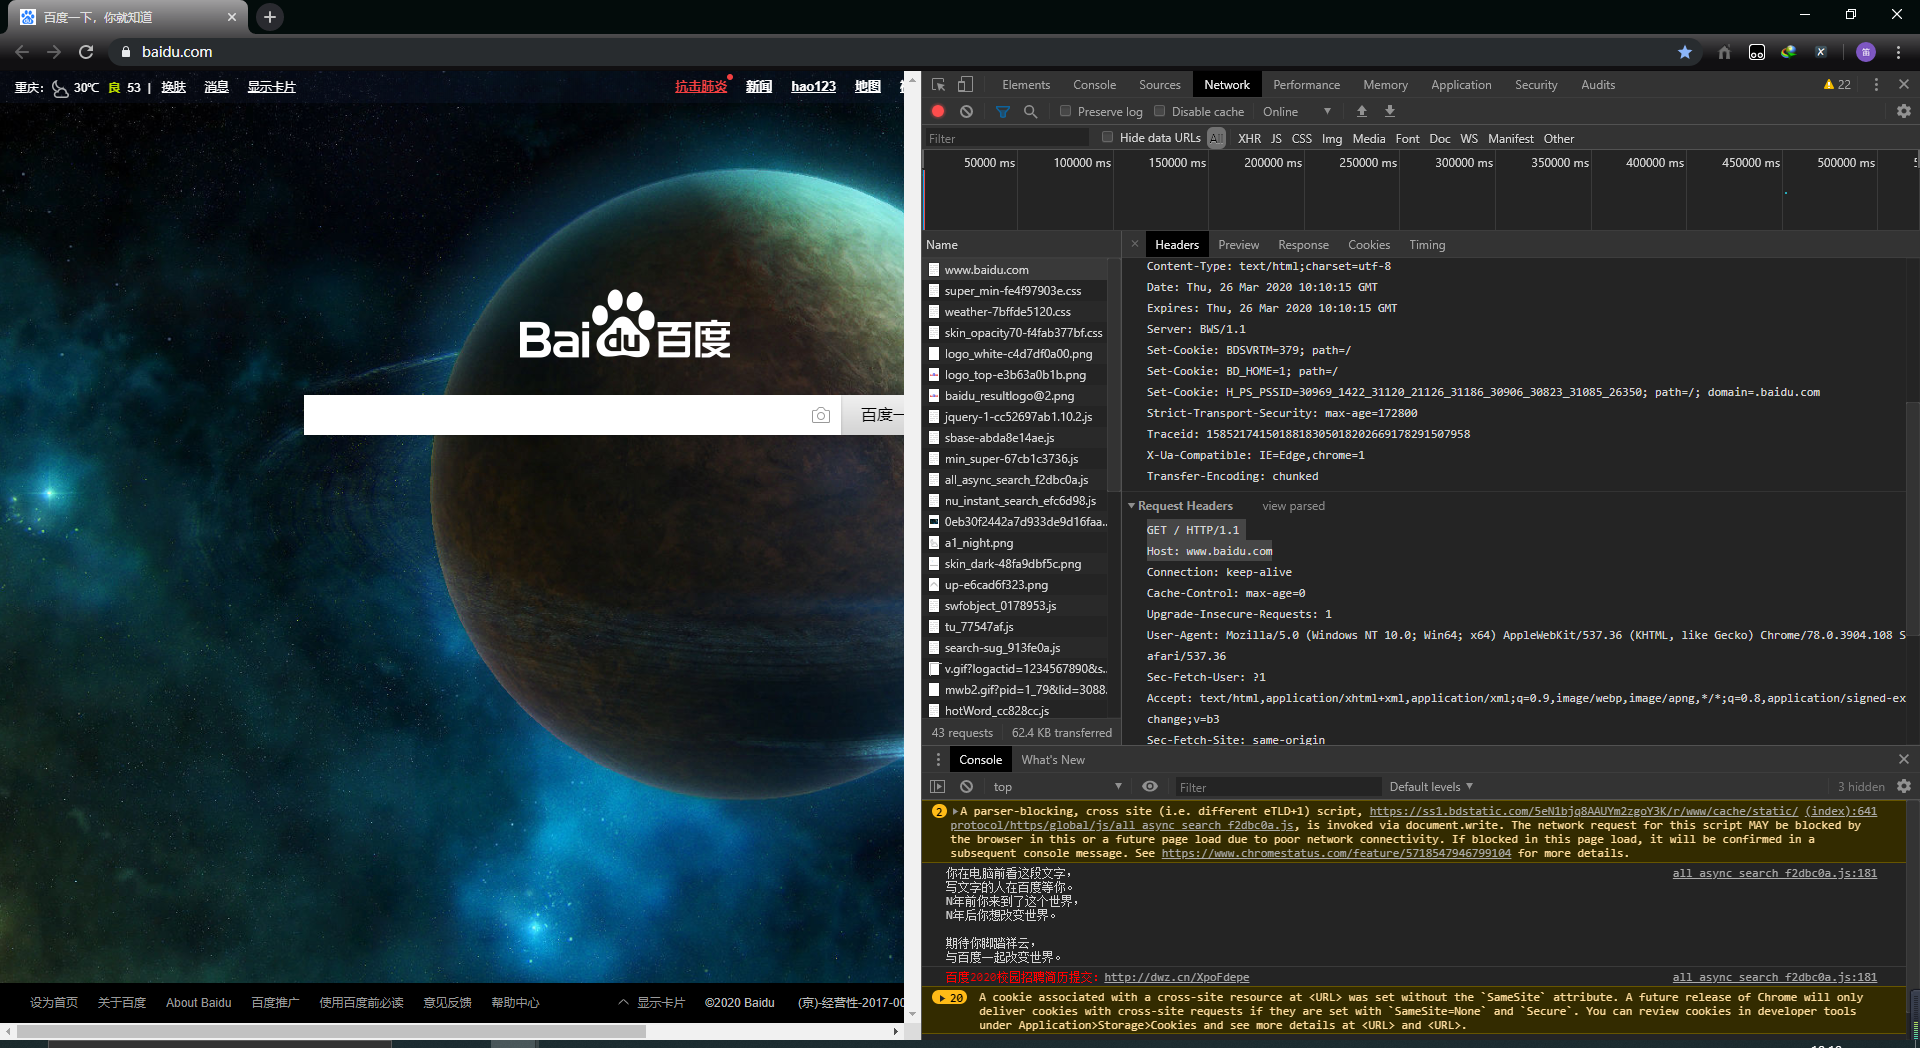 百度一下，你就知道
baidu.com
重庆: 30℃ 良 53 | 换肤 消息 显示卡片
抗击肺炎 新闻 hao123 地图
Bai du 百度
百度一
设为首页 关于百度 About Baidu 百度推广 使用百度前必读 意见反馈 帮助中心 显示卡片 ©2020 Baidu (京)-经营性-2017-00
Elements Console Sources Network Performance Memory Application Security Audits 22
Preserve log Disable cache Online
Filter Hide data URLs All XHR JS CSS Img Media Font Doc WS Manifest Other
50000 ms 100000 ms 150000 ms 200000 ms 250000 ms 300000 ms 350000 ms 400000 ms 450000 ms 500000 ms
Name
www.baidu.com
super_min-fe4f97903e.css
weather-7bffde5120.css
skin_opacity70-f4fab377bf.css
logo_white-c4d7df0a00.png
logo_top-e3b63a0b1b.png
baidu_resultlogo@2.png
jquery-1-cc52697ab1.10.2.js
sbase-abda8e14ae.js
min_super-67cb1c3736.js
all_async_search_f2dbc0a.js
nu_instant_search_efc6d98.js
0eb30f2442a7d933de9d16faa..
a1_night.png
skin_dark-48fa9dbf5c.png
up-e6cad6f323.png
swfobject_0178953.js
tu_77547af.js
search-sug_913fe0a.js
v.gif?logactid=1234567890&s..
mwb2.gif?pid=1_79&lid=3088.
hotWord_cc828cc.js
43 requests 62.4 KB transferred
Headers Preview Response Cookies Timing
Content-Type: text/html;charset=utf-8
Date: Thu, 26 Mar 2020 10:10:15 GMT
Expires: Thu, 26 Mar 2020 10:10:15 GMT
Server: BWS/1.1
Set-Cookie: BDSVRTM=379; path=/
Set-Cookie: BD_HOME=1; path=/
Set-Cookie: H_PS_PSSID=30969_1422_31120_21126_31186_30906_30823_31085_26350; path=/; domain=.baidu.com
Strict-Transport-Security: max-age=172800
Traceid: 1585217415018818305018202669178291507958
X-Ua-Compatible: IE=Edge,chrome=1
Transfer-Encoding: chunked
Request Headers view parsed
GET / HTTP/1.1
Host: www.baidu.com
Connection: keep-alive
Cache-Control: max-age=0
Upgrade-Insecure-Requests: 1
User-Agent: Mozilla/5.0 (Windows NT 10.0; Win64; x64) AppleWebKit/537.36 (KHTML, like Gecko) Chrome/78.0.3904.108 S
afari/537.36
Sec-Fetch-User: ?1
Accept: text/html,application/xhtml+xml,application/xml;q=0.9,image/webp,image/apng,*/*;q=0.8,application/signed-ex
change;v=b3
Sec-Fetch-Site: same-origin
Console What's New
top Filter Default levels 3 hidden
2 A parser-blocking, cross site (i.e. different eTLD+1) script, https://ss1.bdstatic.com/5eN1bjq8AAUYm2zgoY3K/r/www/cache/static/ (index):641
protocol/https/global/js/all_async_search_f2dbc0a.js, is invoked via document.write. The network request for this script MAY be blocked by
the browser in this or a future page load due to poor network connectivity. If blocked in this page load, it will be confirmed in a
subsequent console message. See https://www.chromestatus.com/feature/5718547946799104 for more details.
你在电脑前看这段文字, all_async_search_f2dbc0a.js:181
写文字的人在百度等你。
N年前你来到了这个世界,
N年后你想改变世界。
期待你脚踏祥云,
与百度一起改变世界。
百度2020校园招聘简历提交: http://dwz.cn/XpoFdepe all_async_search_f2dbc0a.js:181
20 A cookie associated with a cross-site resource at <URL> was set without the `SameSite` attribute. A future release of Chrome will only
deliver cookies with cross-site requests if they are set with `SameSite=None` and `Secure`. You can review cookies in developer tools
under Application>Storage>Cookies and see more details at <URL> and <URL>.